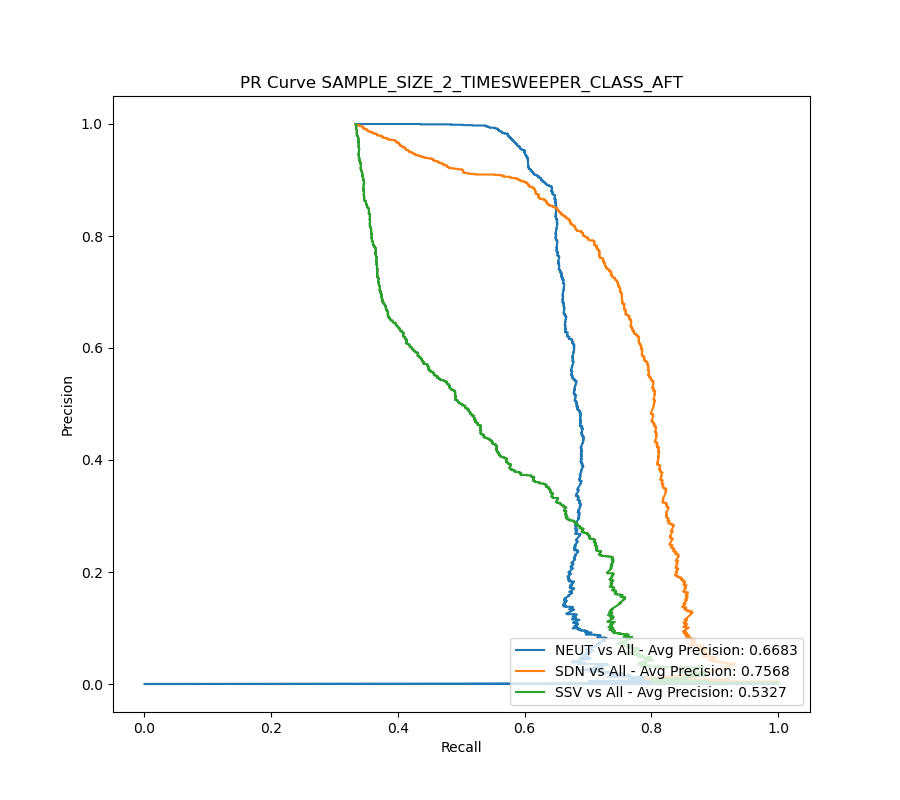 PR Curve SAMPLE_SIZE_2_TIMESWEEPER_CLASS_AFT
1.0
0.8
0.6
0.4
0.2
0.0
Precision
NEUT vs All - Avg Precision: 0.6683
SDN vs All - Avg Precision: 0.7568
SSV vs All - Avg Precision: 0.5327
0.0 0.2 0.4 0.6 0.8 1.0
Recall